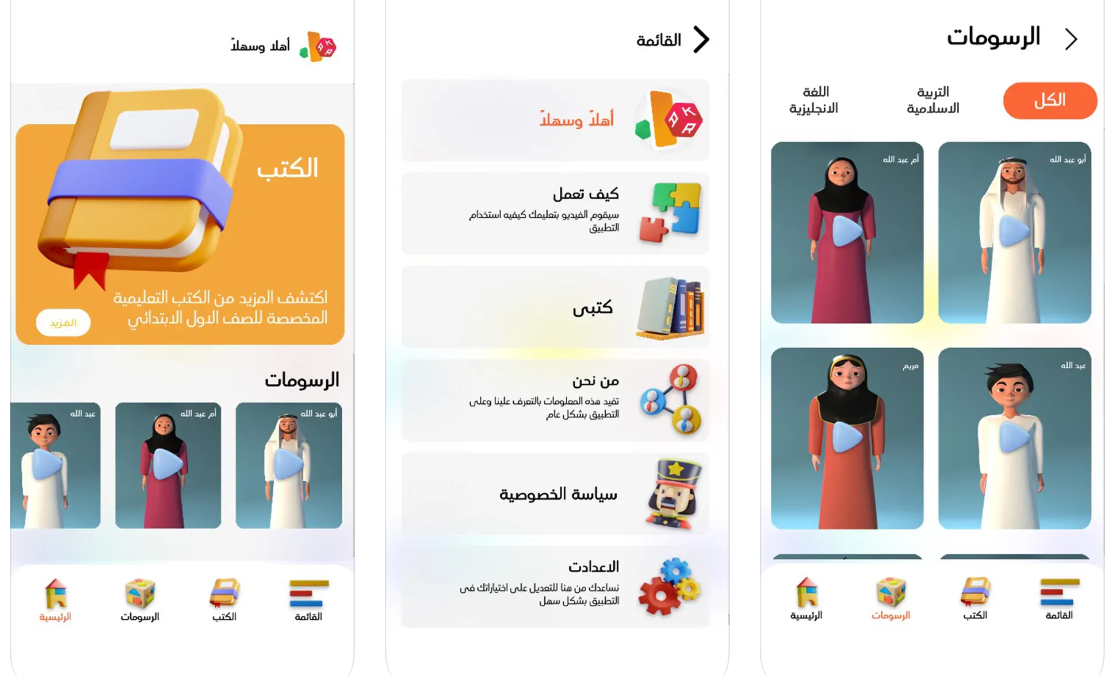 أهلا وسهلاً
الكتب
اكتشف المزيد من الكتب التعليمية
المخصصة للصف الاول الابتدائي
المزيد
الرسومات
أبو عبد الله
أم عبد الله
عبد الله
القائمة
الكتب
الرسومات
الرئيسية
القائمة
AKA
أهلاً وسهلاً
كيف تعمل
سيقوم الفيديو بتعليمك كيفيه استخدام
التطبيق
كتبى
من نحن
تفيد هذه المعلومات بالتعرف علينا وعلى
التطبيق بشكل عام
سياسة الخصوصية
الاعدادت
نساعدك من هنا للتعديل على اختياراتك فى
التطبيق بشكل سهل
الرسومات
الكل
التربية
الاسلامية
اللغة
الانجليزية
أبو عبد الله
أم عبد الله
عبد الله
مريم
القائمة
الكتب
الرسومات
الرئيسية